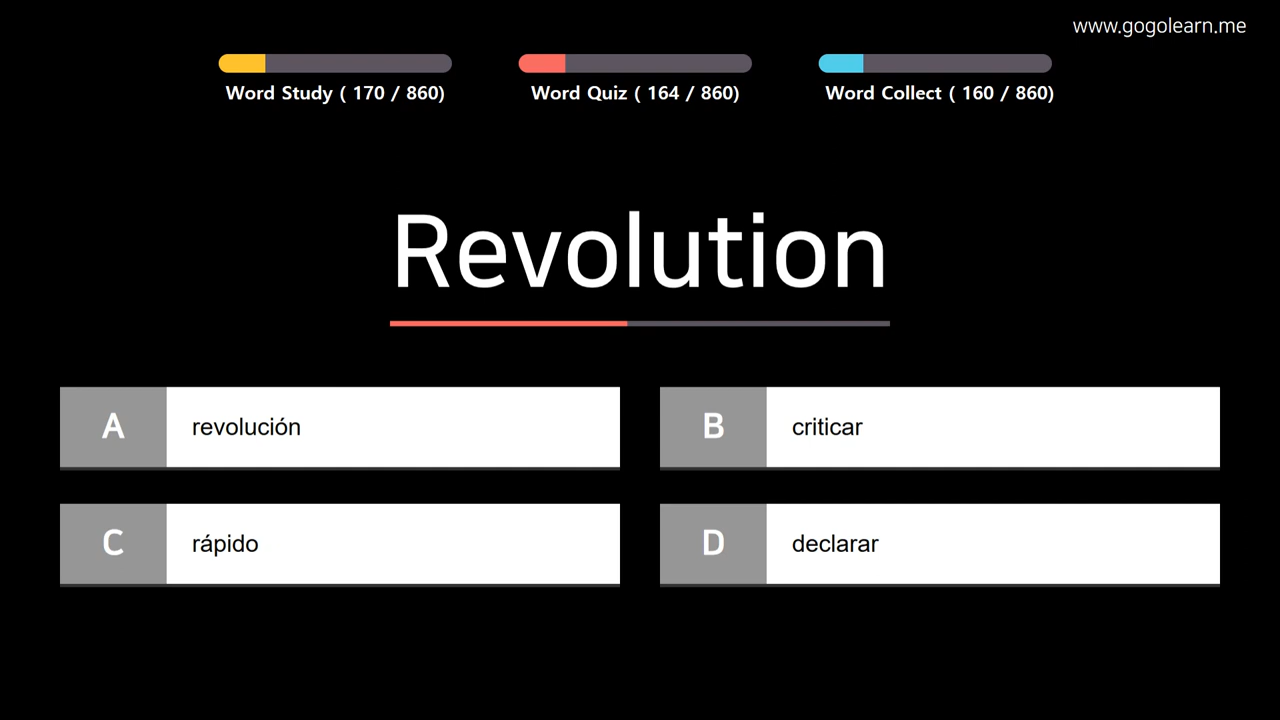 www.gogolearn.me
Word Study ( 170 / 860)
Word Quiz ( 164 / 860)
Word Collect ( 160 / 860)
Revolution
A revolución
B criticar
C rápido
D declarar